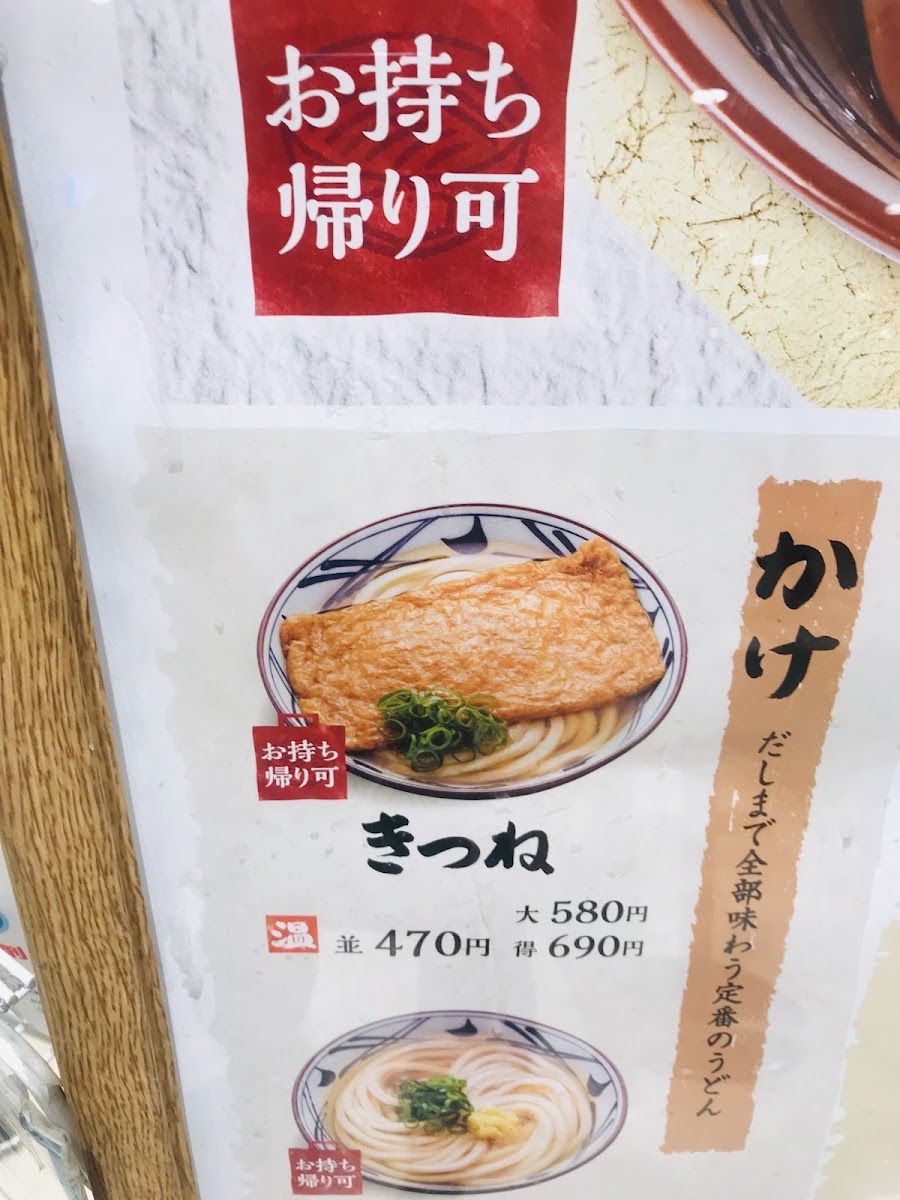 お持ち
帰り可
かけ
だしまで全部味わう定番のうどん
お持ち
帰り可
きつね
温
並 470円
大 580円
得 690円
お持ち
帰り可